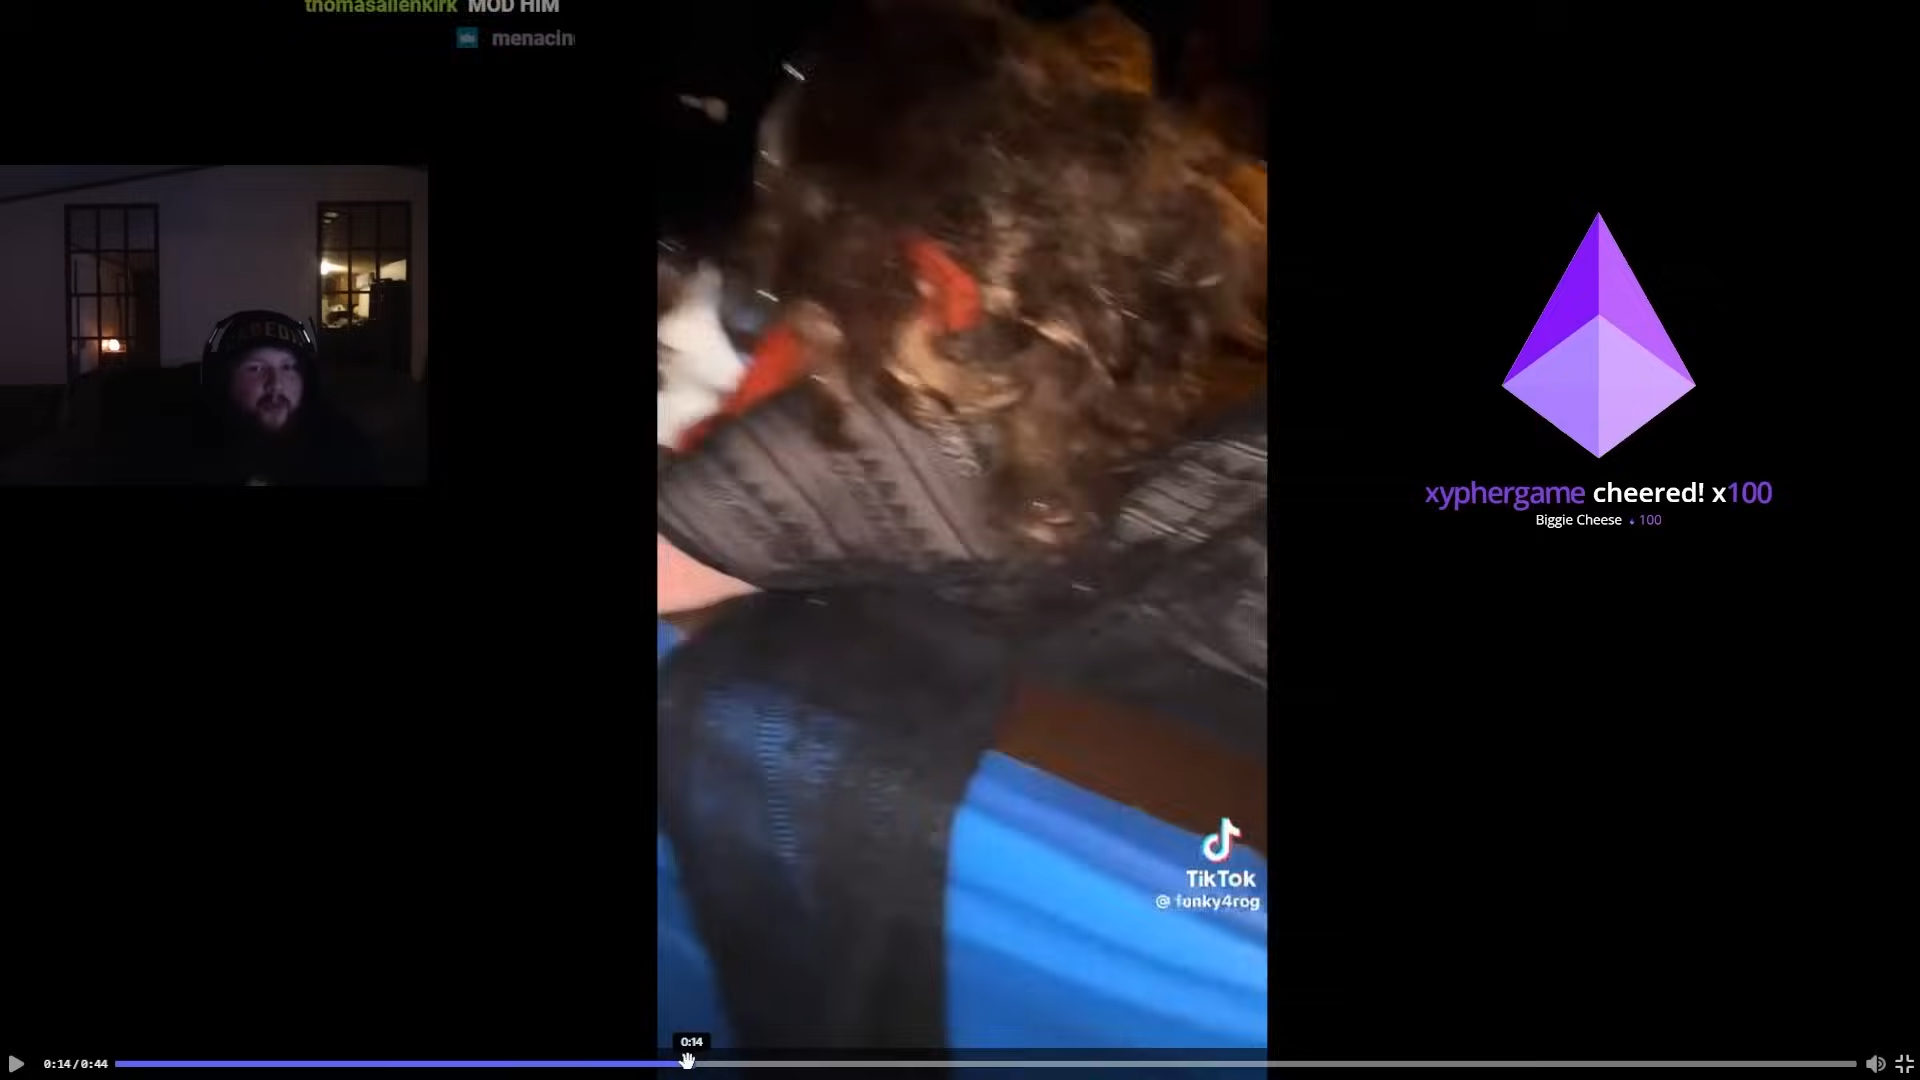 thomasallenkirk MOD HIM
menacin
xyphergame cheered! x100
Biggie Cheese 100
TikTok
@ funky4rog
0:14
0:14/0:44